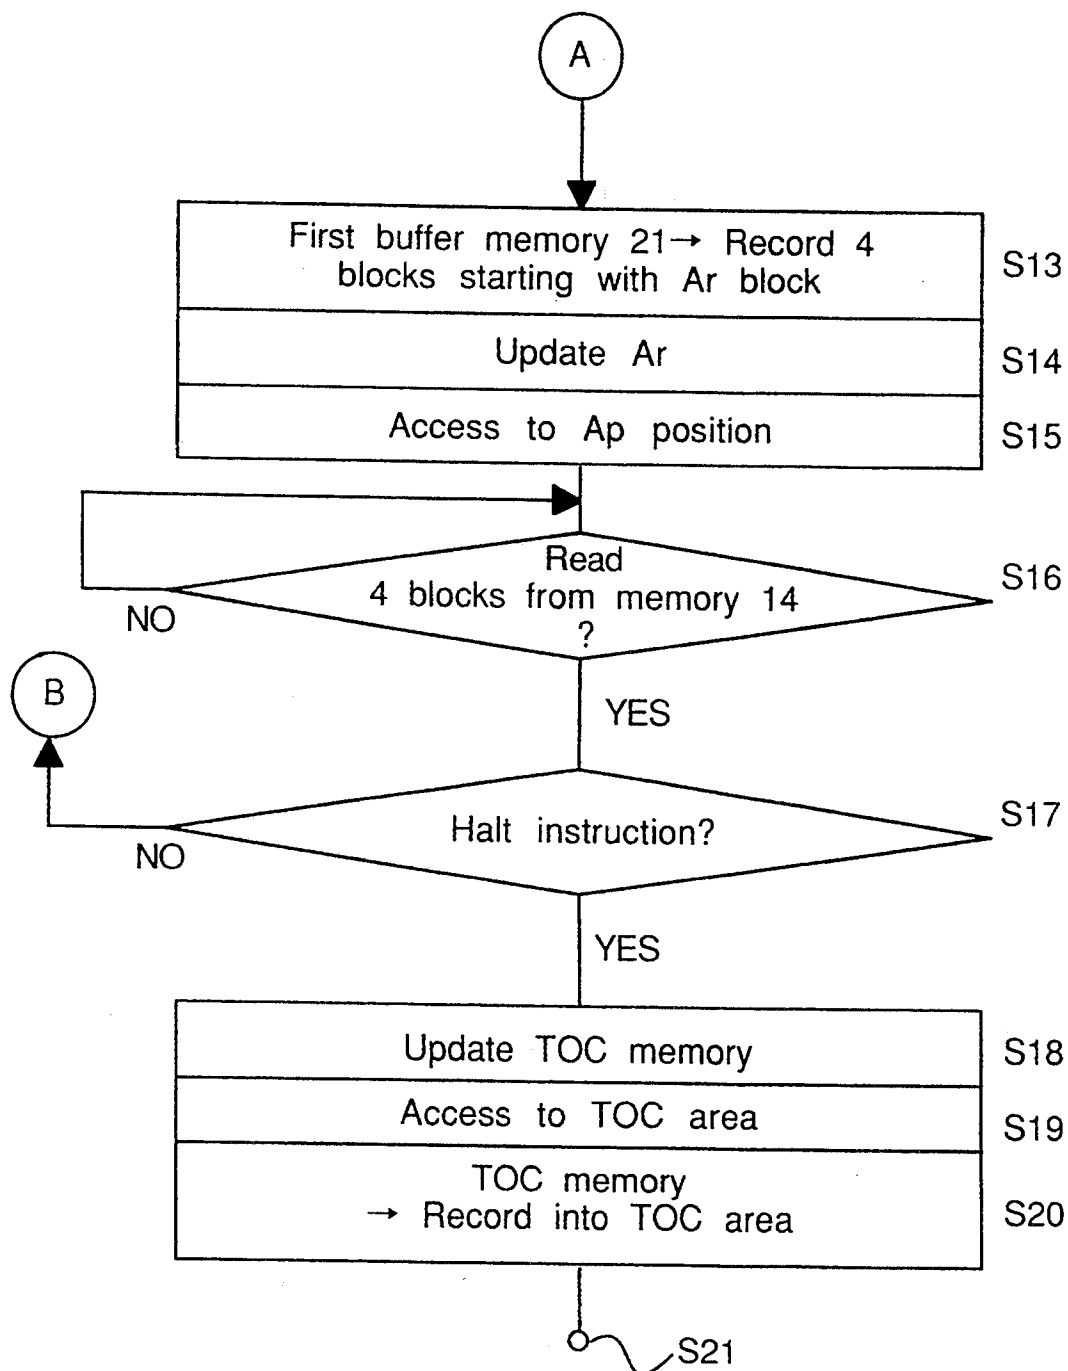 A
First buffer memory 21→ Record 4
blocks starting with Ar block
S13
Update Ar
S14
Access to Ap position
S15
Read
4 blocks from memory 14
?
S16
NO
B
YES
Halt instruction?
S17
NO
YES
Update TOC memory
S18
Access to TOC area
S19
TOC memory
→ Record into TOC area
S20
S21